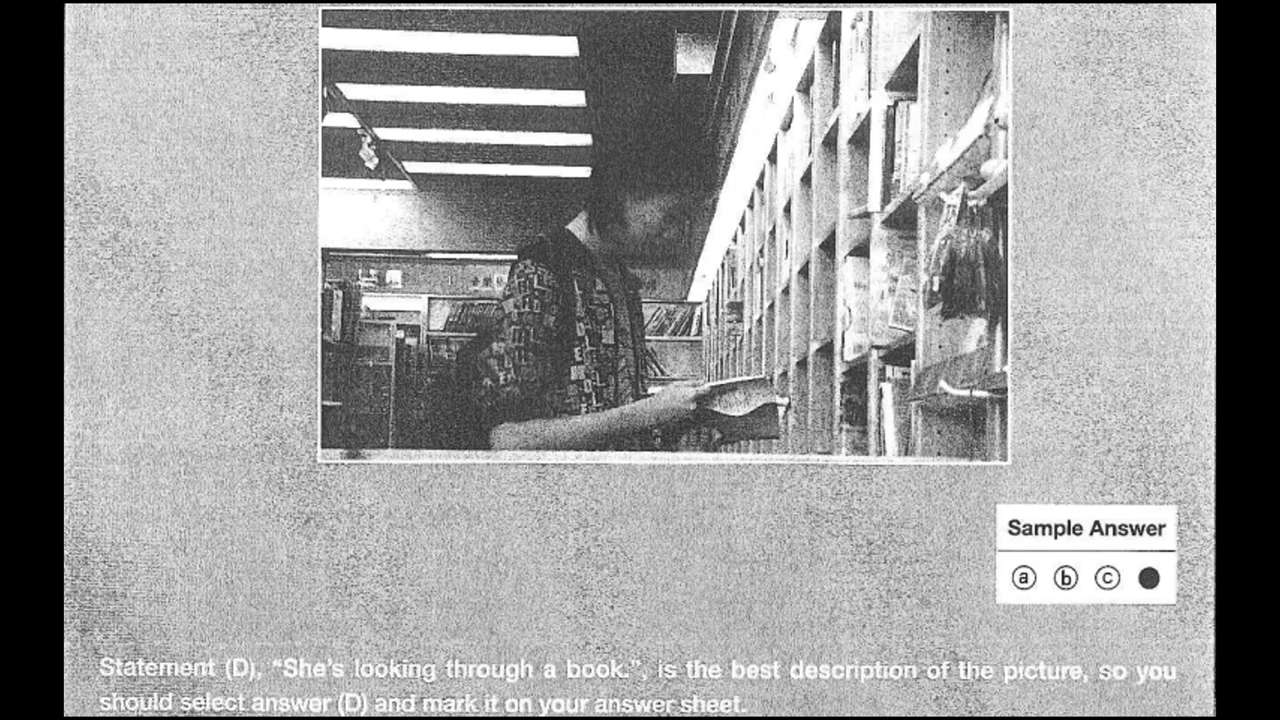 Sample Answer
ⓐ ⓑ ⓒ ●
Statement (D), “She’s looking through a book.”, is the best description of the picture, so you
should select answer (D) and mark it on your answer sheet.